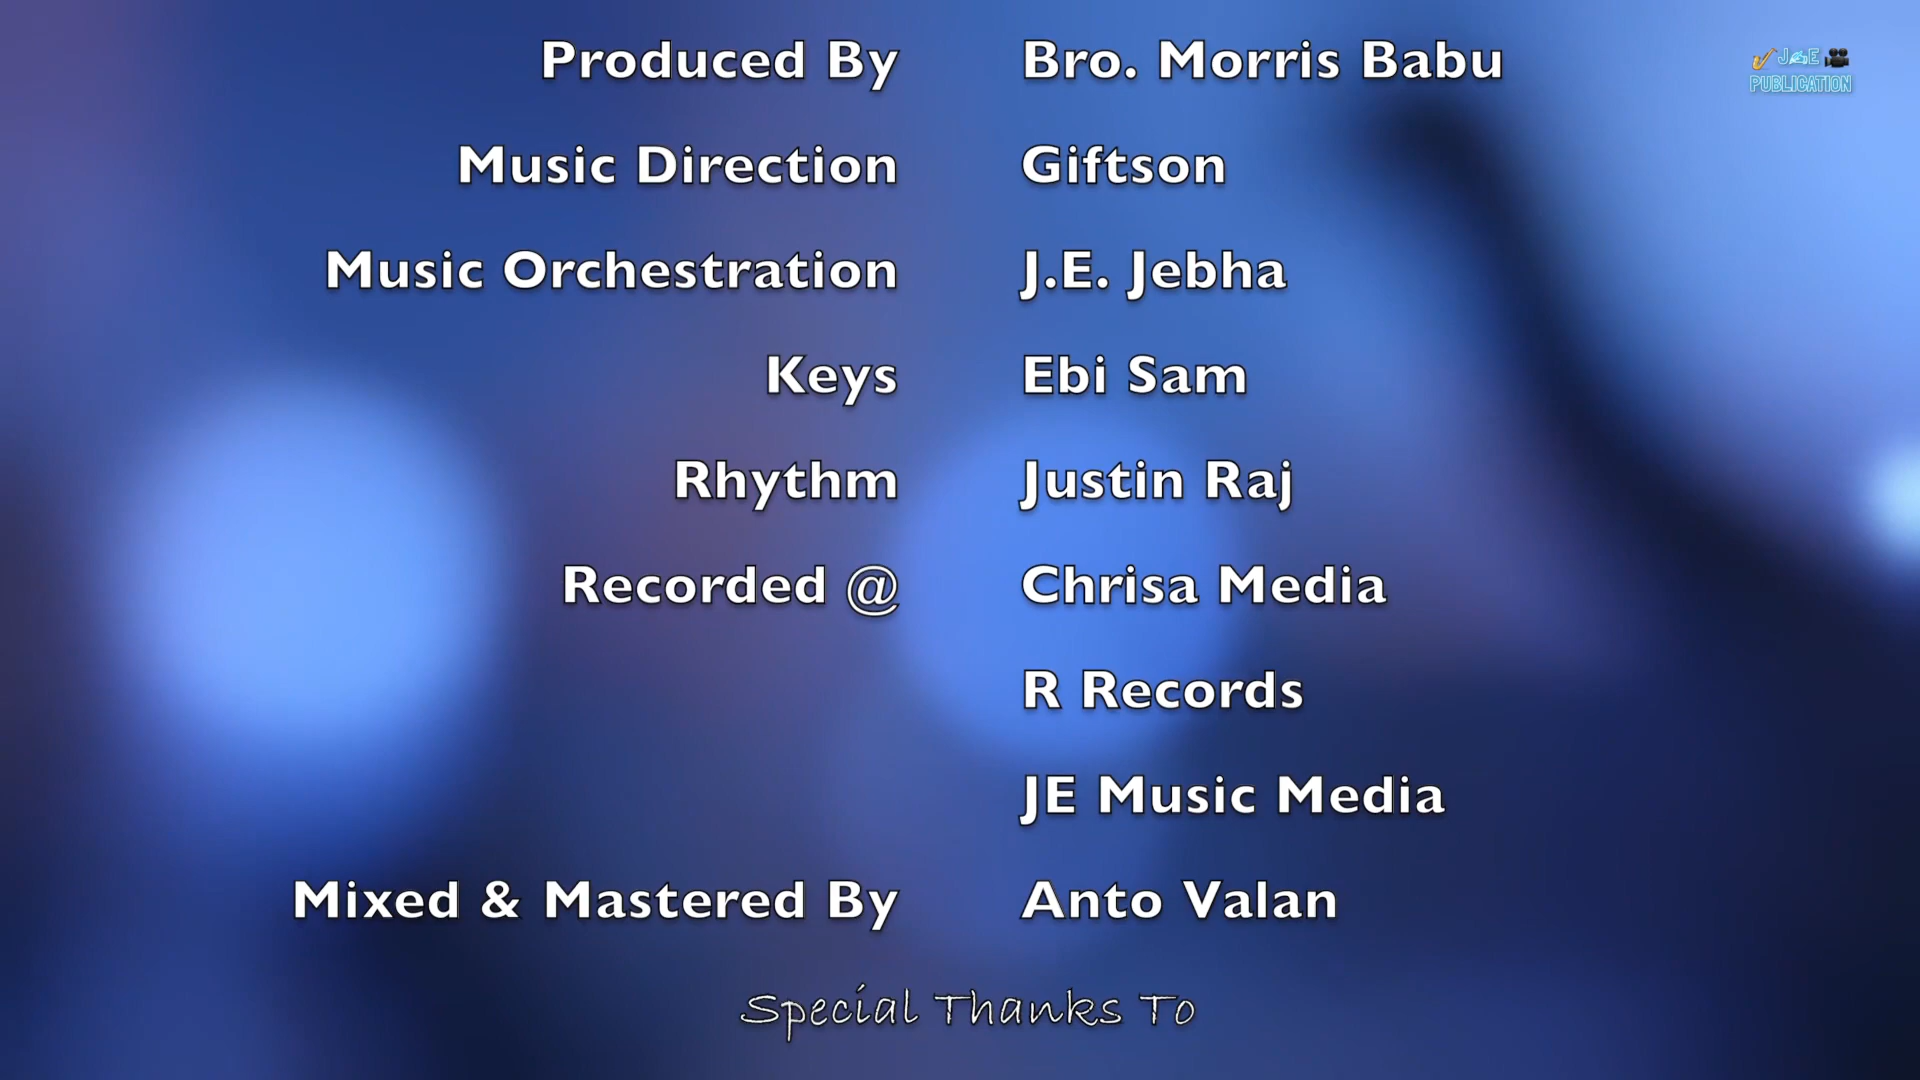 Produced By Bro. Morris Babu
Music Direction Giftson
Music Orchestration J.E. Jebha
Keys Ebi Sam
Rhythm Justin Raj
Recorded @ Chrisa Media
R Records
JE Music Media
Mixed & Mastered By Anto Valan
Special Thanks To
PUBLICATION